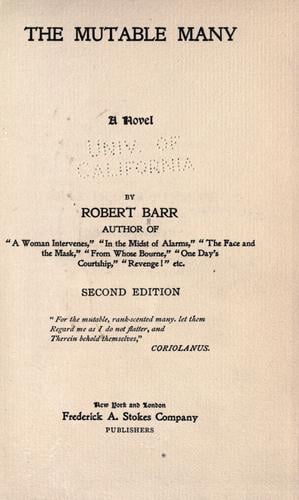 THE MUTABLE MANY
A Novel
UNIV. OF
CALIFORNIA
BY
ROBERT BARR
AUTHOR OF
"A Woman Intervenes," "In the Midst of Alarms," "The Face and
the Mask," "From Whose Bourne," "One Day's
Courtship," "Revenge!" etc.
SECOND EDITION
"For the mutable, rank-scented many. let them
Regard me as I do not flatter, and
Therein behold themselves,"
CORIOLANUS.
New York and London
Frederick A. Stokes Company
PUBLISHERS